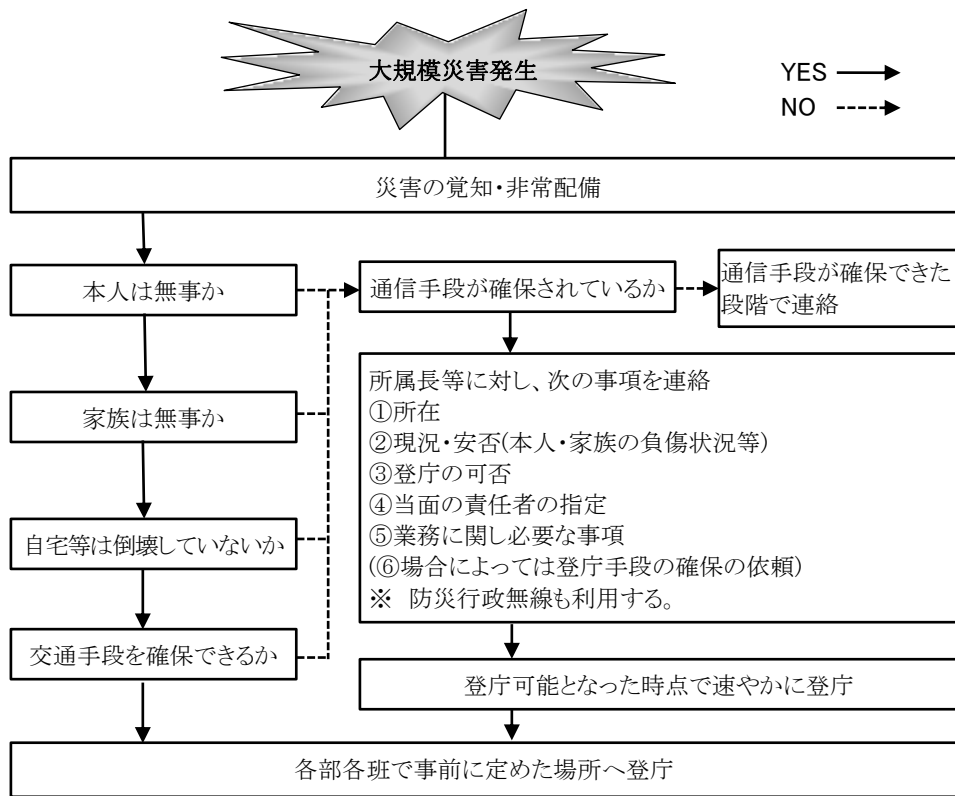 大規模災害発生
YES
NO
災害の覚知・非常配備
本人は無事か
通信手段が確保されているか
通信手段が確保できた
段階で連絡
家族は無事か
自宅等は倒壊していないか
交通手段を確保できるか
所属長等に対し、次の事項を連絡
①所在
②現況・安否(本人・家族の負傷状況等)
③登庁の可否
④当面の責任者の指定
⑤業務に関し必要な事項
(⑥場合によっては登庁手段の確保の依頼)
※ 防災行政無線も利用する。
登庁可能となった時点で速やかに登庁
各部各班で事前に定めた場所へ登庁